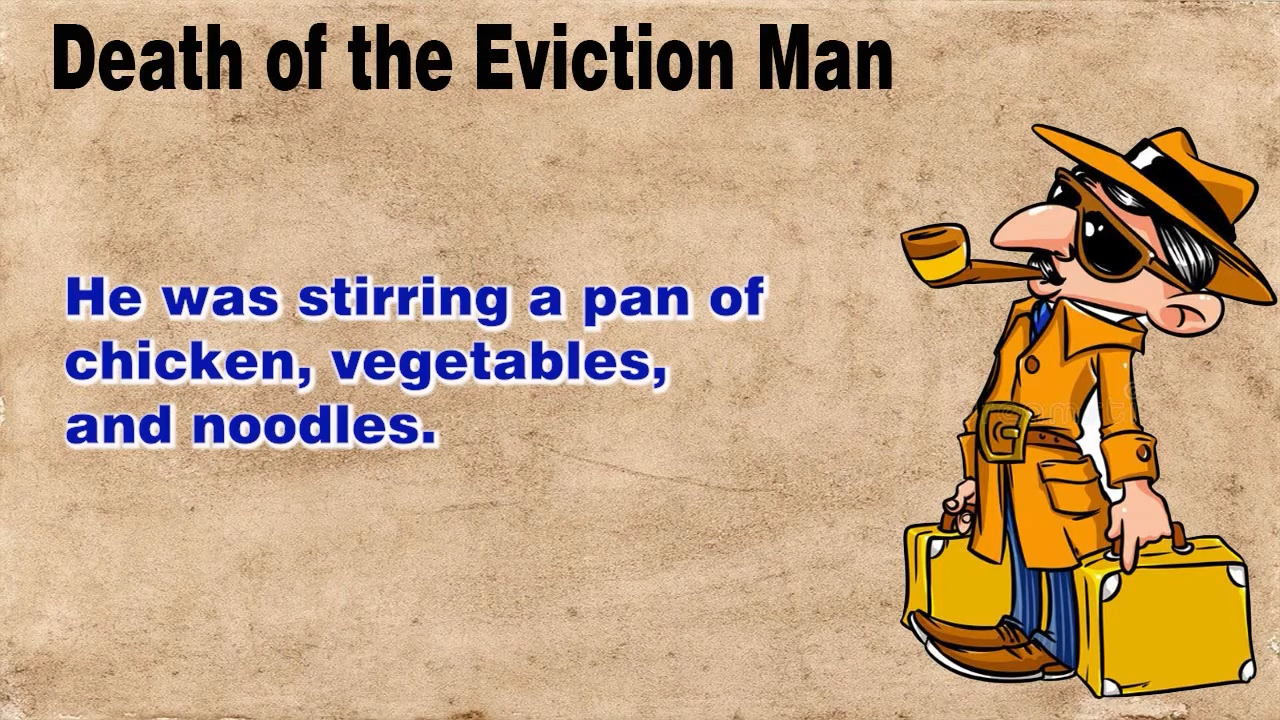 Death of the Eviction Man
He was stirring a pan of
chicken, vegetables,
and noodles.